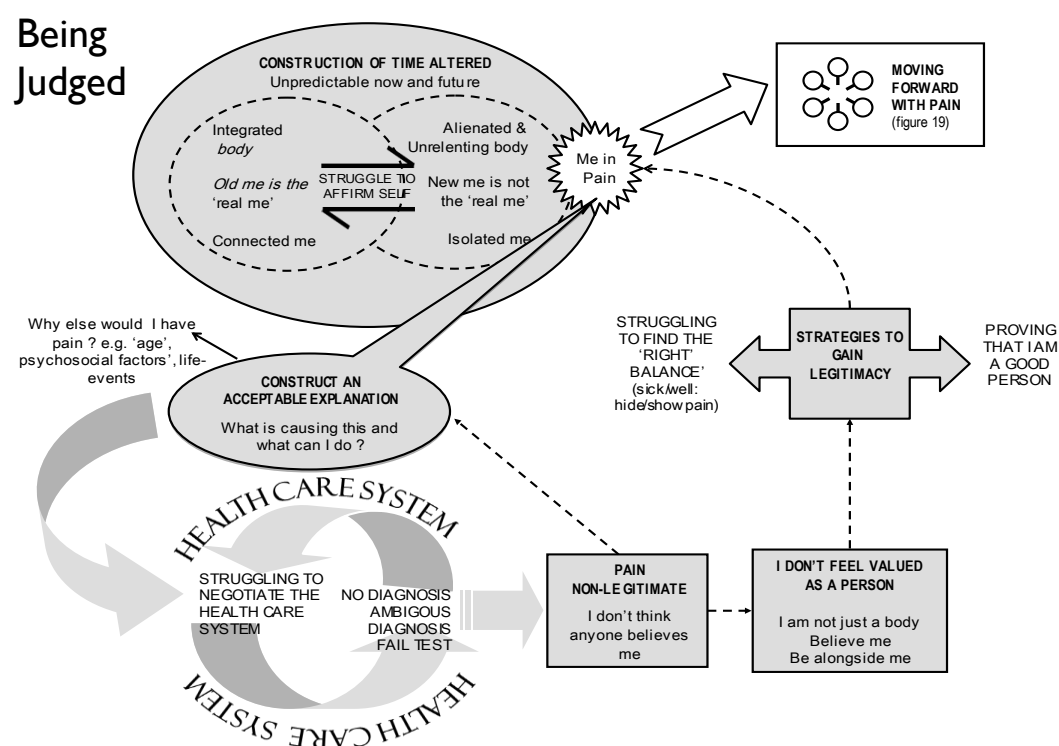 Being
Judged
CONSTRUCTION OF TIME ALTERED
Unpredictable now and future
Integrated
body
Old me is the
'real me'
Connected me
STRUGGLE TO
AFFIRM SELF
Alienated &
Unrelenting body
New me is not
the 'real me'
Isolated me
Me in
Pain
MOVING
FORWARD
WITH PAIN
(figure 19)
Why else would I have
pain ? e.g. 'age',
psychosocial factors', life-
events
CONSTRUCT AN
ACCEPTABLE EXPLANATION
What is causing this and
what can I do ?
STRUGGLING
TO FIND THE
'RIGHT'
BALANCE'
(sick/well:
hide/show pain)
STRATEGIES TO
GAIN
LEGITIMACY
PROVING
THAT I AM
A GOOD
PERSON
HEALTH CARE SYSTEM
STRUGGLING TO
NEGOTIATE THE
HEALTH CARE
SYSTEM
NO DIAGNOSIS
AMBIGOUS
DIAGNOSIS
FAIL TEST
HEALTH CARE SYSTEM
PAIN
NON-LEGITIMATE
I don't think
anyone believes
me
I DON'T FEEL VALUED
AS A PERSON
I am not just a body
Believe me
Be alongside me